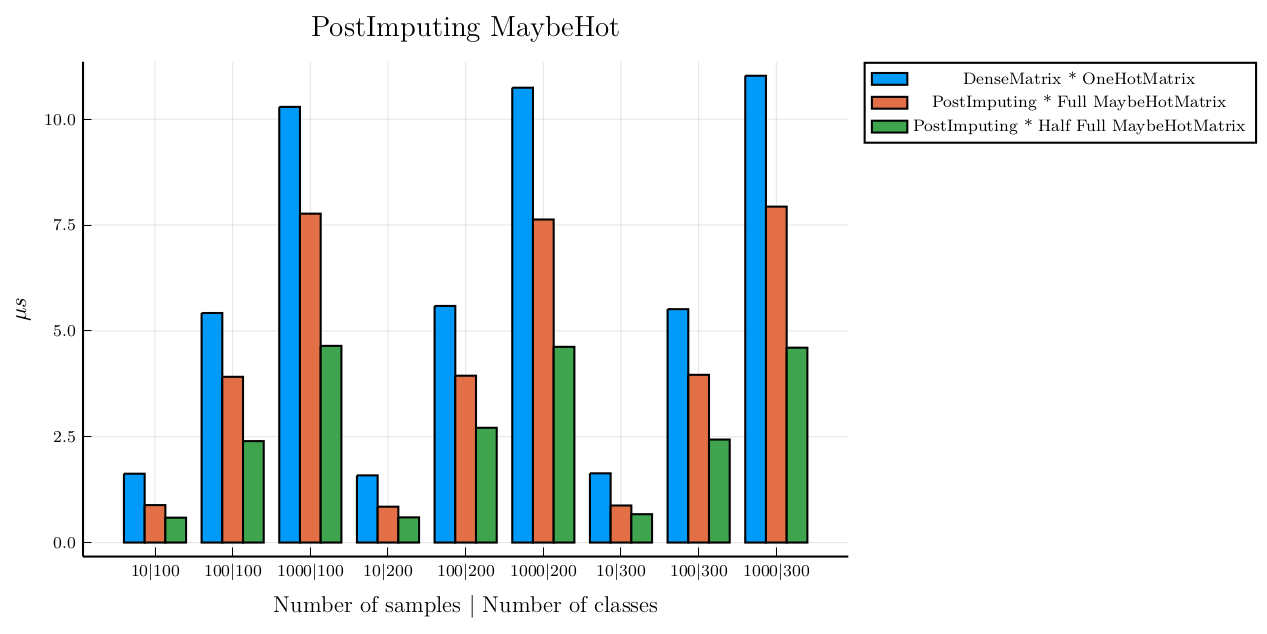 PostImputing MaybeHot
DenseMatrix * OneHotMatrix
PostImputing * Full MaybeHotMatrix
PostImputing * Half Full MaybeHotMatrix
μs
10.0
7.5
5.0
2.5
0.0
10|100 100|100 1000|100 10|200 100|200 1000|200 10|300 100|300 1000|300
Number of samples | Number of classes